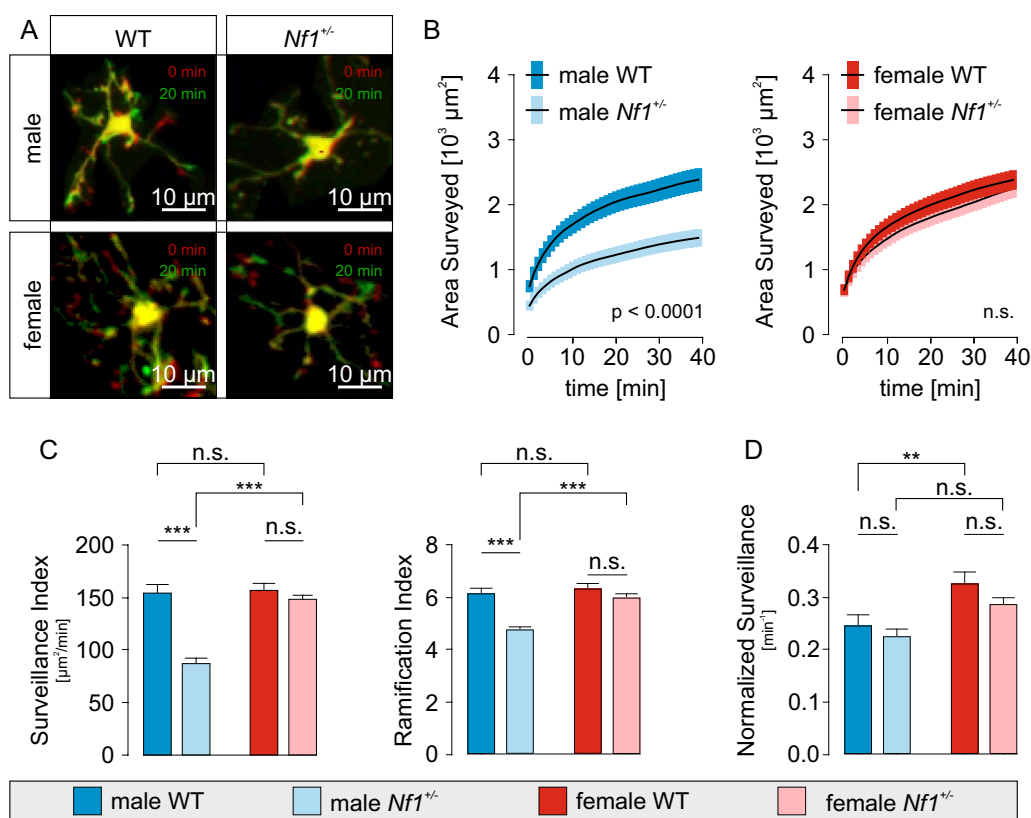 A
WT
Nf1+/-
male
0 min
20 min
10 µm
0 min
20 min
10 µm
female
0 min
20 min
10 µm
0 min
20 min
10 µm
B
Area Surveyed [10³ µm²]
male WT
male Nf1+/-
4
3
2
1
0
p < 0.0001
0 10 20 30 40
time [min]
Area Surveyed [10³ µm²]
female WT
female Nf1+/-
4
3
2
1
0
n.s.
0 10 20 30 40
time [min]
C
n.s.
***
***
n.s.
Surveillance Index
[µm²/min]
200
150
100
50
0
n.s.
***
***
n.s.
Ramification Index
8
6
4
2
0
D
**
n.s.
n.s.
n.s.
Normalized Surveillance
[min⁻¹]
0.4
0.3
0.2
0.1
0.0
male WT
male Nf1+/-
female WT
female Nf1+/-